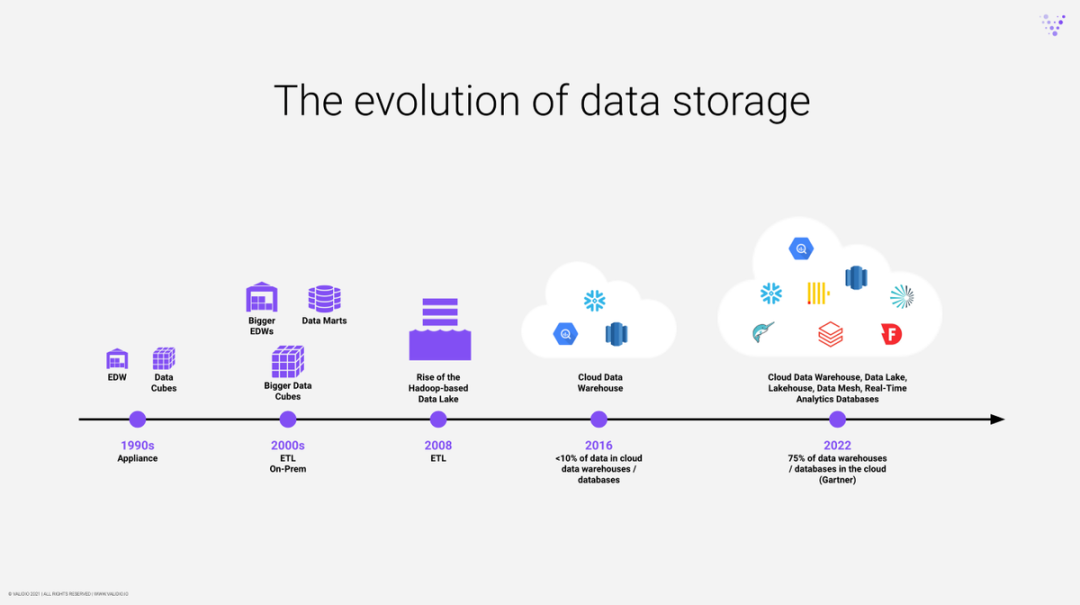 The evolution of data storage
Bigger
EDWs
Data Marts
EDW
Data
Cubes
Bigger Data
Cubes
Rise of the
Hadoop-based
Data Lake
Cloud Data
Warehouse
Cloud Data Warehouse, Data Lake,
Lakehouse, Data Mesh, Real-Time
Analytics Databases
1990s
Appliance
2000s
ETL
On-Prem
2008
ETL
2016
<10% of data in cloud
data warehouses /
databases
2022
75% of data warehouses
/ databases in the cloud
(Gartner)
© VALIDIO 2021 | ALL RIGHTS RESERVED | WWW.VALIDIO.IO